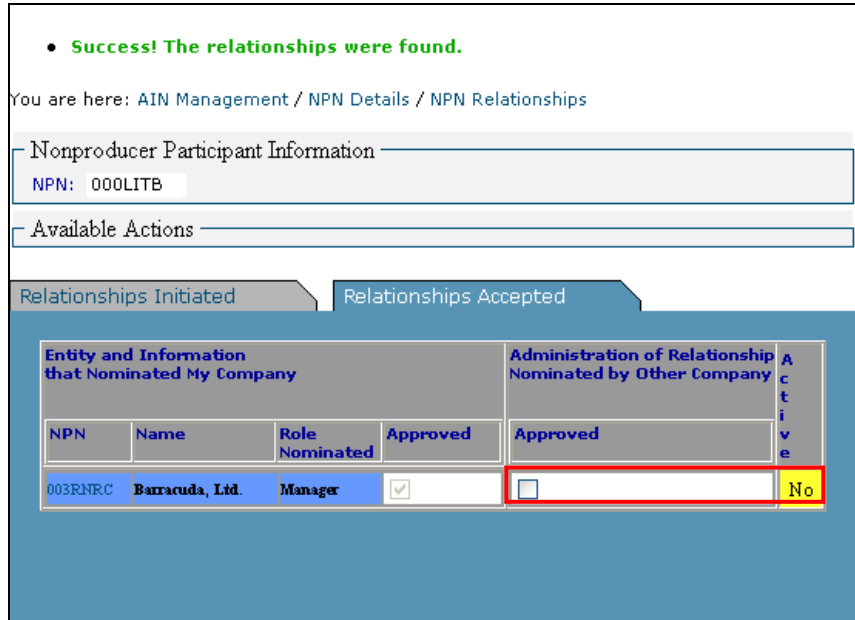 Success! The relationships were found.
You are here: AIN Management / NPN Details / NPN Relationships
Nonproducer Participant Information
NPN: 000LITB
Available Actions
Relationships Initiated
Relationships Accepted
Entity and Information
that Nominated My Company
Administration of Relationship
Nominated by Other Company
Active
NPN
Name
Role
Nominated
Approved
Approved
003RNRC
Barracuda, Ltd.
Manager
No